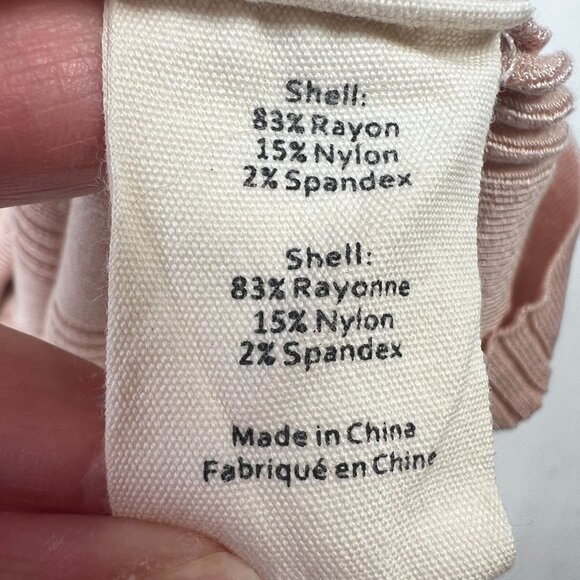 Shell:
83% Rayon
15% Nylon
2% Spandex
Shell:
83% Rayonne
15% Nylon
2% Spandex
Made in China
Fabriqué en Chine